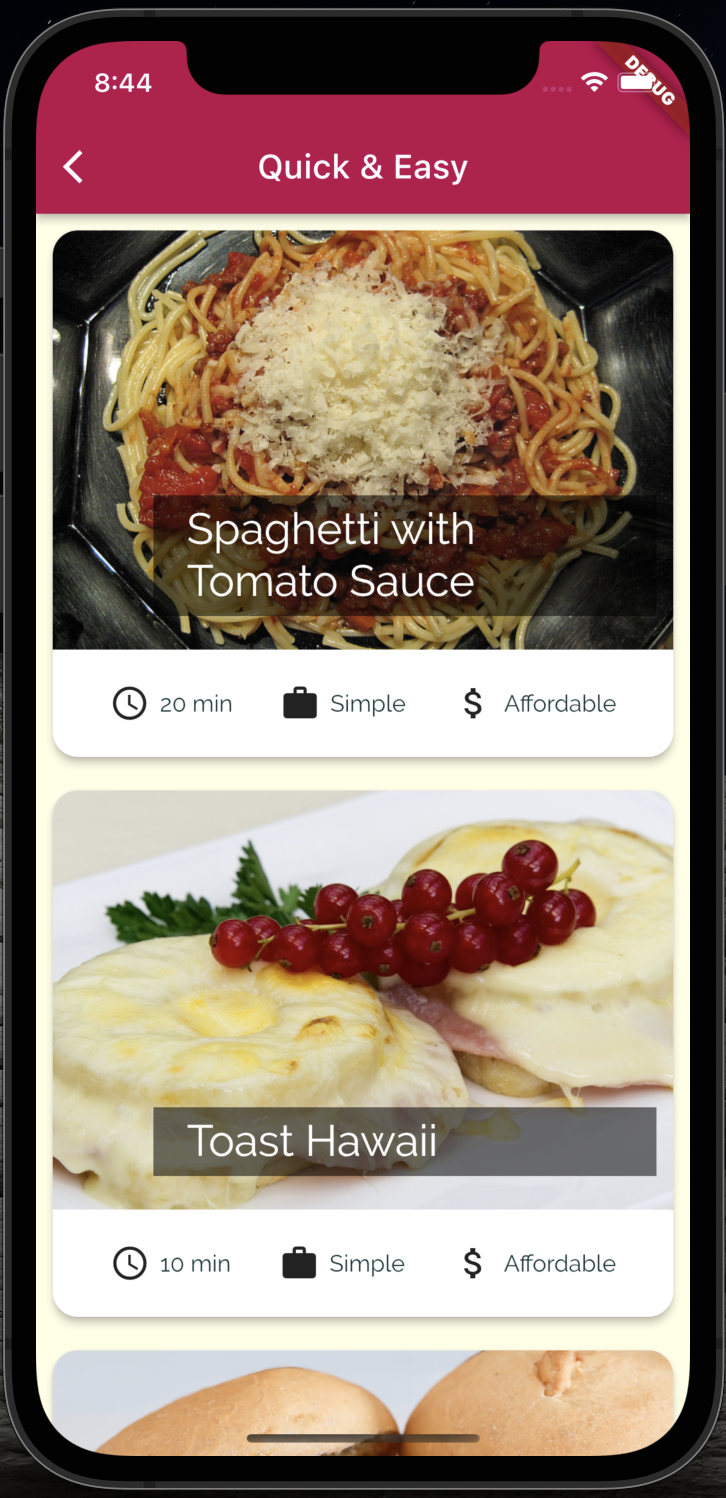 8:44
DEBUG
Quick & Easy
Spaghetti with
Tomato Sauce
20 min Simple $ Affordable
Toast Hawaii
10 min Simple $ Affordable